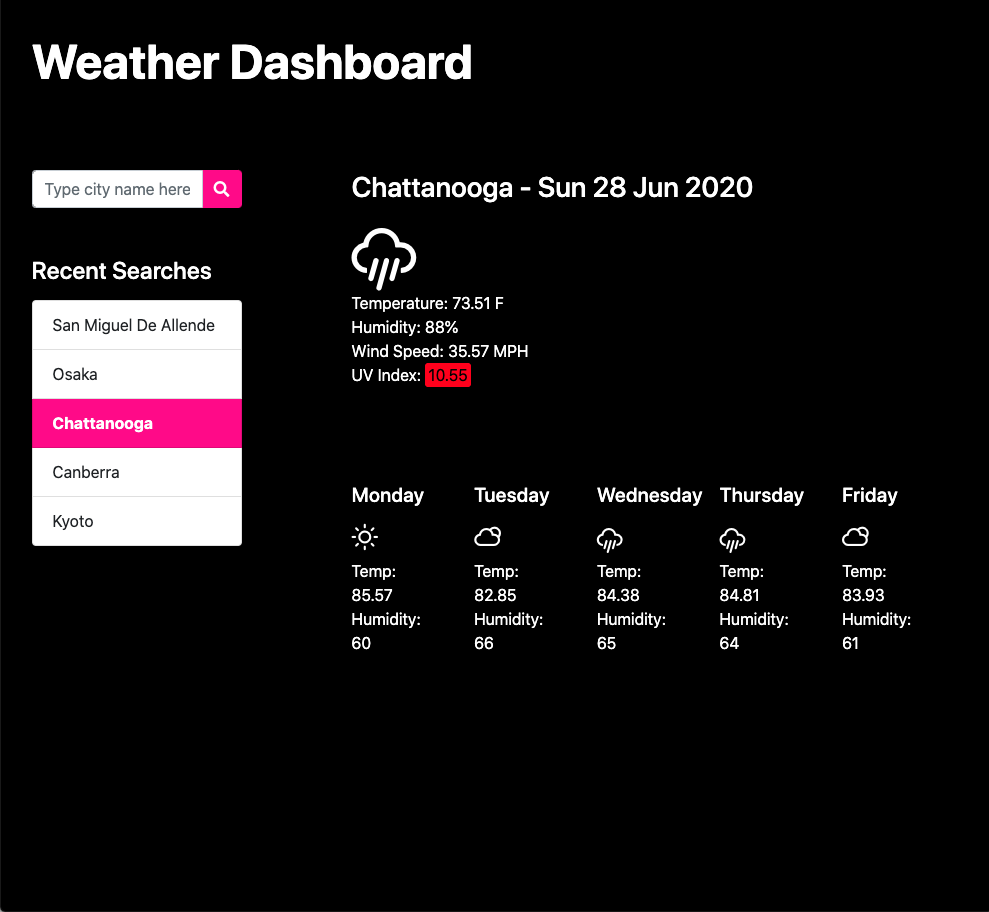 Weather Dashboard
Type city name here
Recent Searches
San Miguel De Allende
Osaka
Chattanooga
Canberra
Kyoto
Chattanooga - Sun 28 Jun 2020
Temperature: 73.51 F
Humidity: 88%
Wind Speed: 35.57 MPH
UV Index: 10.55
Monday
Temp:
85.57
Humidity:
60
Tuesday
Temp:
82.85
Humidity:
66
Wednesday
Temp:
84.38
Humidity:
65
Thursday
Temp:
84.81
Humidity:
64
Friday
Temp:
83.93
Humidity:
61